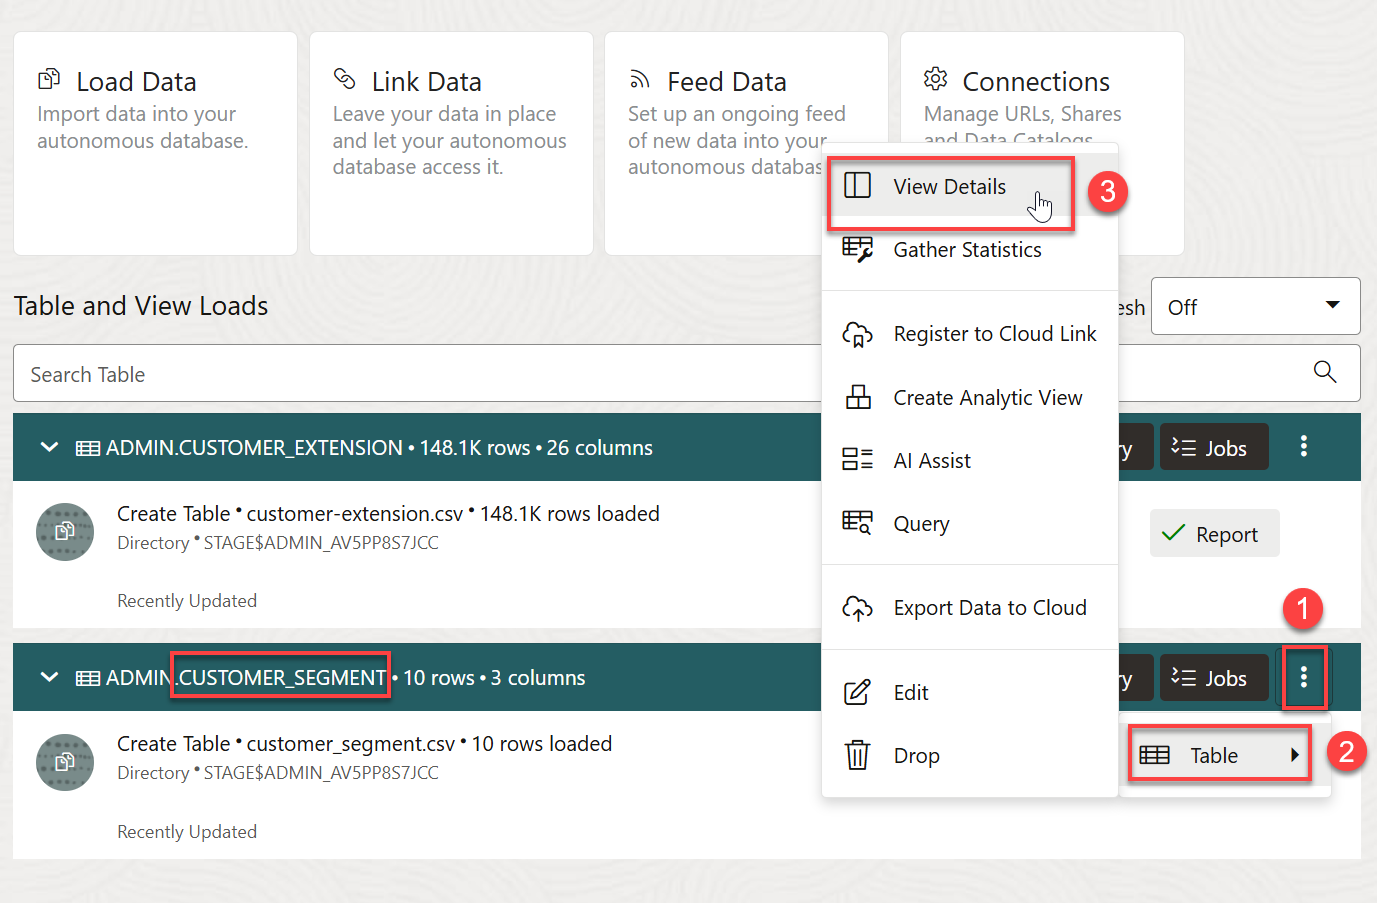 Load Data
Import data into your
autonomous database.
Link Data
Leave your data in place
and let your autonomous
database access it.
Feed Data
Set up an ongoing feed
of new data into your
autonomous databas
Connections
Manage URLs, Shares
and Data Catalogs
View Details
3
Gather Statistics
Register to Cloud Link
Create Analytic View
AI Assist
Query
Export Data to Cloud
Edit
Drop
Table and View Loads
esh
Off
Search Table
ADMIN.CUSTOMER_EXTENSION • 148.1K rows • 26 columns
ry
Jobs
Create Table • customer-extension.csv • 148.1K rows loaded
Directory • STAGE$ADMIN_AV5PP8S7JCC
Report
Recently Updated
1
ADMIN.CUSTOMER_SEGMENT • 10 rows • 3 columns
ry
Jobs
Create Table • customer_segment.csv • 10 rows loaded
Directory • STAGE$ADMIN_AV5PP8S7JCC
Table
2
Recently Updated